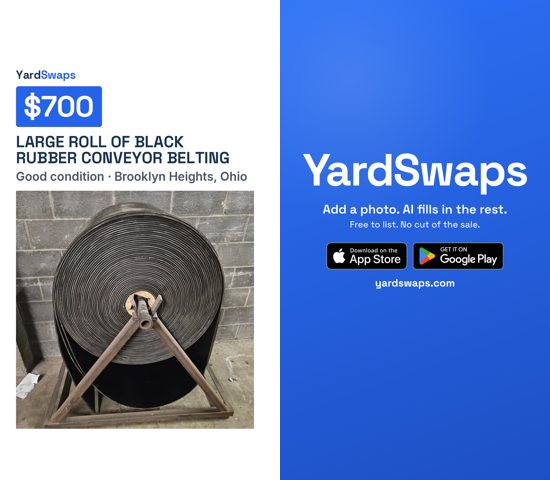 YardSwaps
$700
LARGE ROLL OF BLACK
RUBBER CONVEYOR BELTING
Good condition · Brooklyn Heights, Ohio
YardSwaps
Add a photo. AI fills in the rest.
Free to list. No cut of the sale.
Download on the
App Store
GET IT ON
Google Play
yardswaps.com